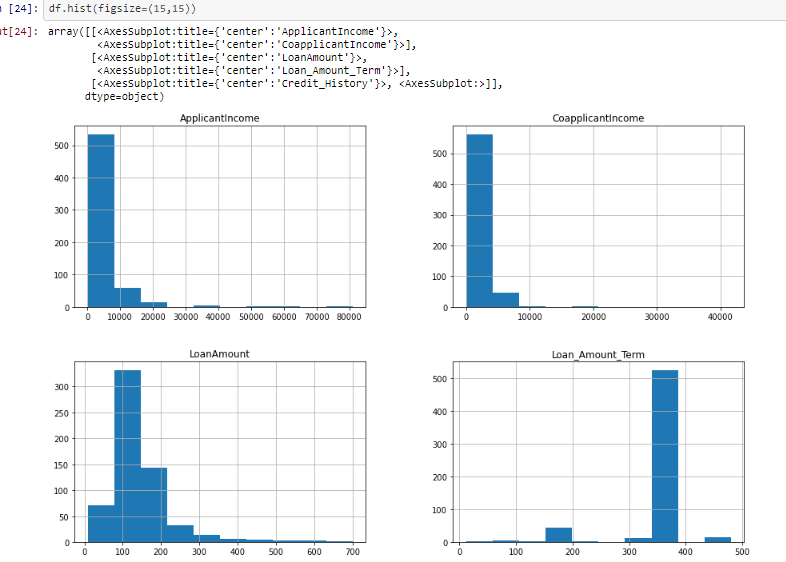 [24]: df.hist(figsize=(15,15))
ut[24]: array([[<AxesSubplot:title={'center':'ApplicantIncome'}>,
<AxesSubplot:title={'center':'CoapplicantIncome'}>],
[<AxesSubplot:title={'center':'LoanAmount'}>,
<AxesSubplot:title={'center':'Loan_Amount_Term'}>],
[<AxesSubplot:title={'center':'Credit_History'}>, <AxesSubplot:>]],
dtype=object)
ApplicantIncome
500
400
300
200
100
0
0 10000 20000 30000 40000 50000 60000 70000 80000
CoapplicantIncome
500
400
300
200
100
0
0 10000 20000 30000 40000
LoanAmount
300
250
200
150
100
50
0
0 100 200 300 400 500 600 700
Loan_Amount_Term
500
400
300
200
100
0
0 100 200 300 400 500